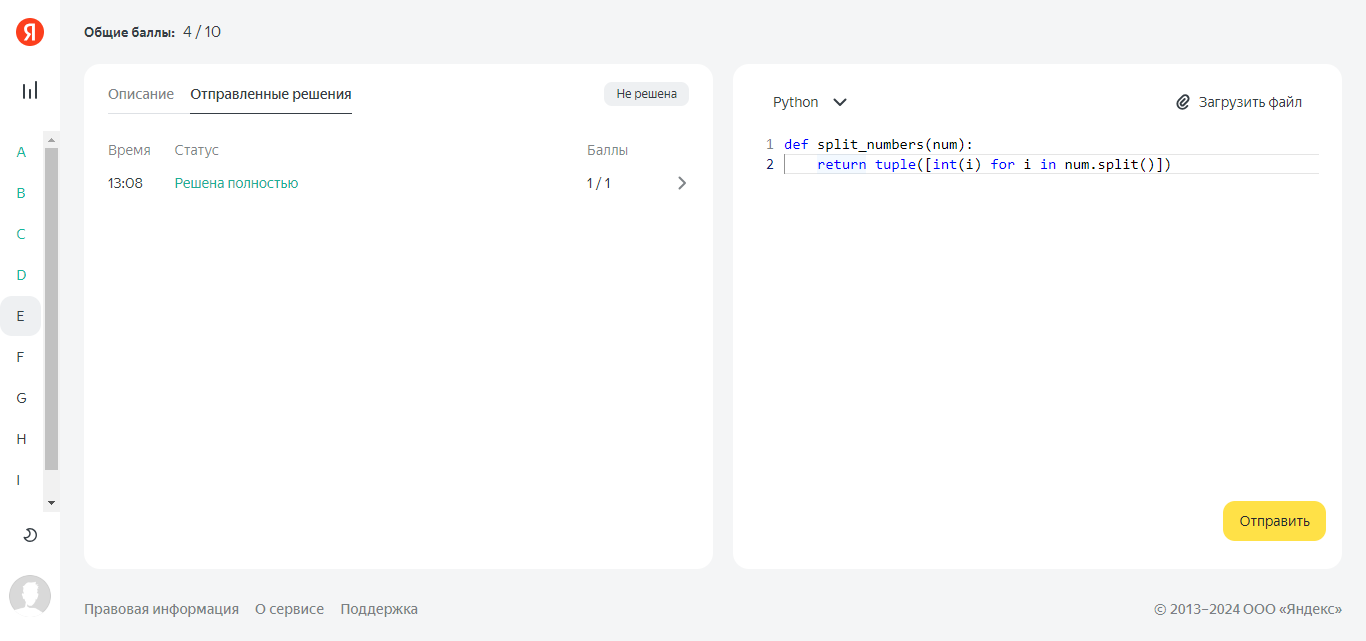 Я
Общие баллы: 4 / 10
A
B
C
D
E
F
G
H
I
Описание Отправленные решения Не решена
Время Статус Баллы
13:08 Решена полностью 1 / 1
Python Загрузить файл
1 def split_numbers(num):
2 return tuple([int(i) for i in num.split()])
Отправить
Правовая информация О сервисе Поддержка © 2013–2024 ООО «Яндекс»